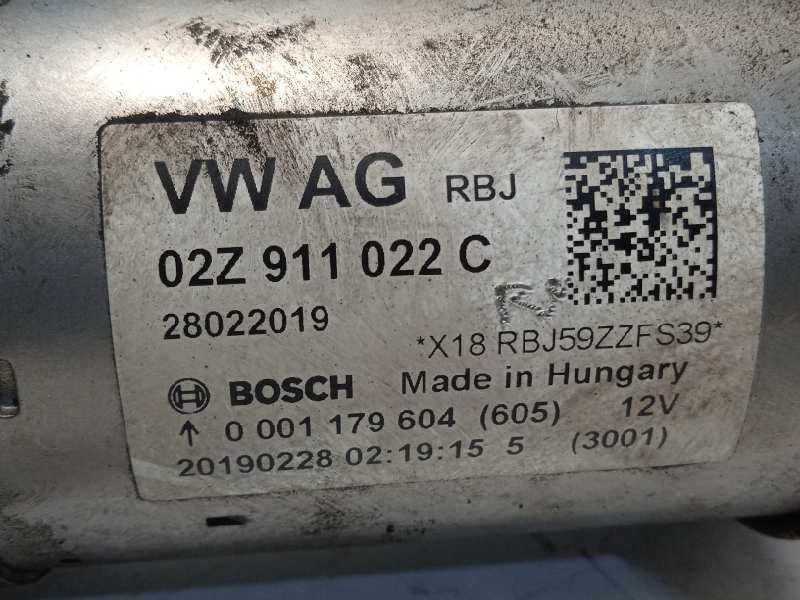 VW AG RBJ
02Z 911 022 C
28022019
*X18 RBJ59ZZFS39*
BOSCH Made in Hungary
↑ 0 001 179 604 (605) 12V
20190228 02:19:15 5 (3001)